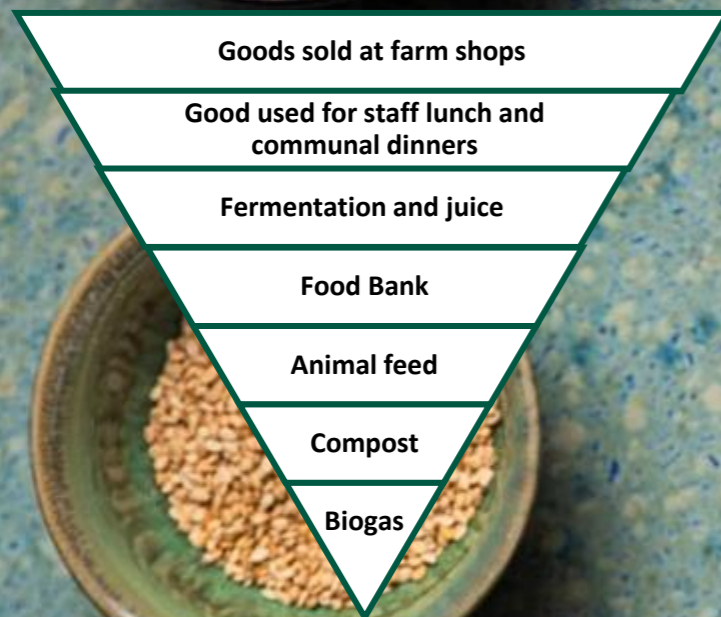 Goods sold at farm shops
Good used for staff lunch and
communal dinners
Fermentation and juice
Food Bank
Animal feed
Compost
Biogas